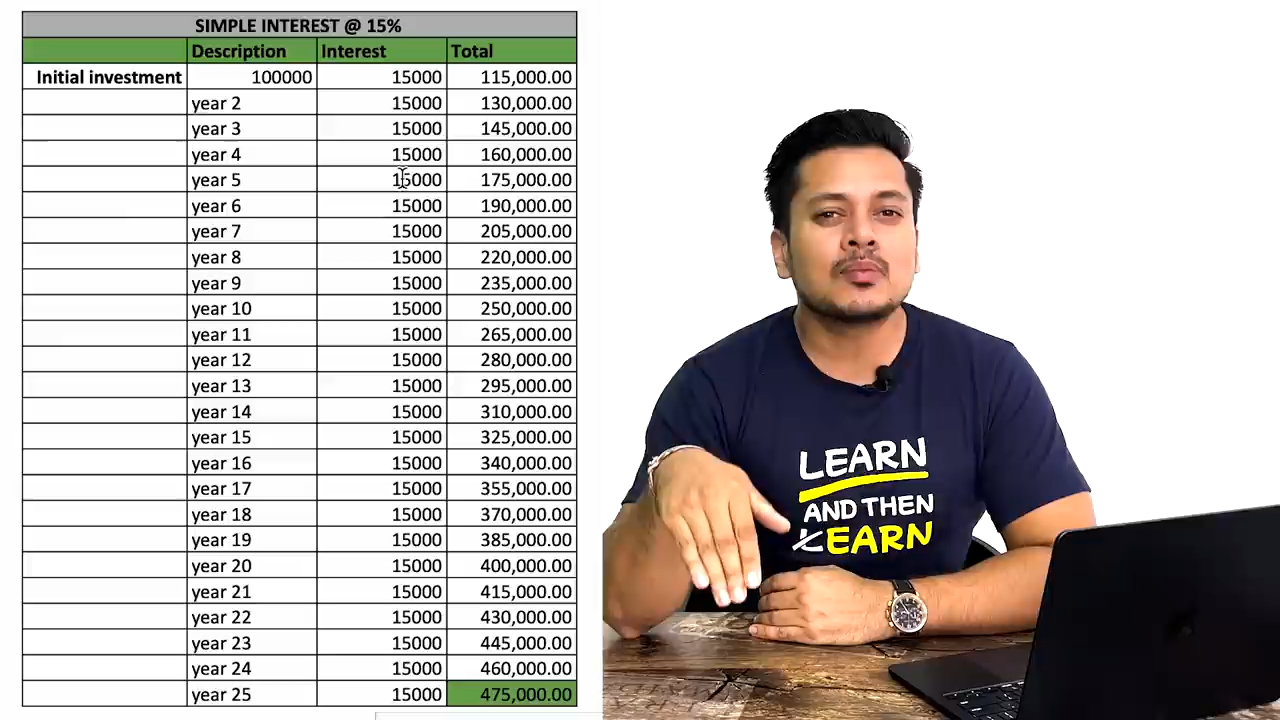 SIMPLE INTEREST @ 15%
Description Interest Total
Initial investment 100000 15000 115,000.00
year 2 15000 130,000.00
year 3 15000 145,000.00
year 4 15000 160,000.00
year 5 15000 175,000.00
year 6 15000 190,000.00
year 7 15000 205,000.00
year 8 15000 220,000.00
year 9 15000 235,000.00
year 10 15000 250,000.00
year 11 15000 265,000.00
year 12 15000 280,000.00
year 13 15000 295,000.00
year 14 15000 310,000.00
year 15 15000 325,000.00
year 16 15000 340,000.00
year 17 15000 355,000.00
year 18 15000 370,000.00
year 19 15000 385,000.00
year 20 15000 400,000.00
year 21 15000 415,000.00
year 22 15000 430,000.00
year 23 15000 445,000.00
year 24 15000 460,000.00
year 25 15000 475,000.00
LEARN
AND THEN
LEARN